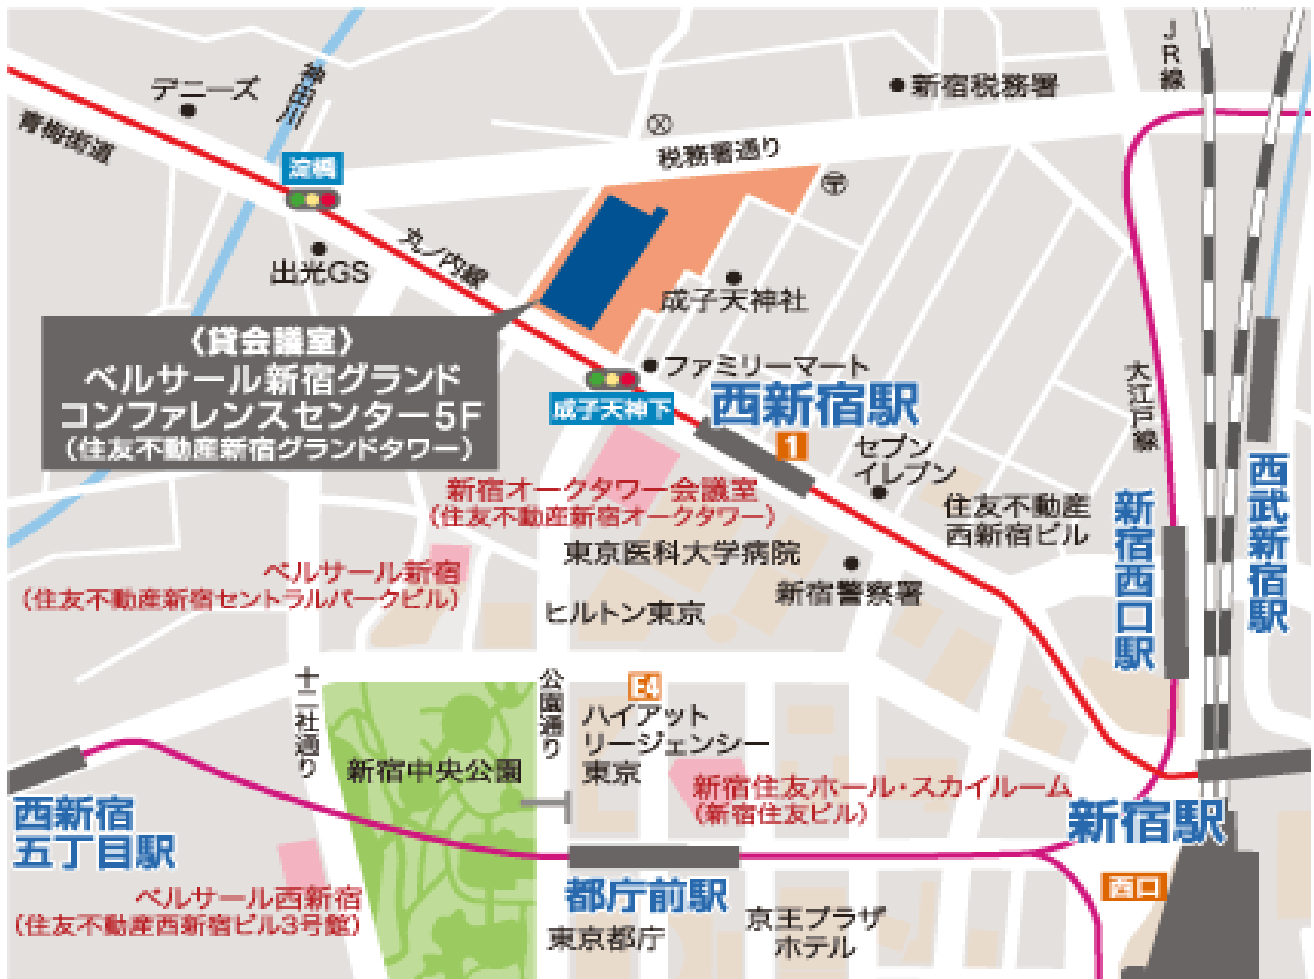 JR線
新宿税務署
デニーズ
神田川
青梅街道
税務署通り
淀橋
丸ノ内線
出光GS
成子天神社
〈貸会議室〉
ベルサール新宿グランド
コンファレンスセンター5F
(住友不動産新宿グランドタワー)
ファミリーマート
成子天神下
西新宿駅
1
大江戸線
セブン
イレブン
新宿オークタワー会議室
(住友不動産新宿オークタワー)
住友不動産
西新宿ビル
新宿西口駅
西武新宿駅
東京医科大学病院
新宿警察署
ベルサール新宿
(住友不動産新宿セントラルパークビル)
ヒルトン東京
十二社通り
公園通り
E4
ハイアット
リージェンシー
東京
新宿中央公園
新宿住友ホール・スカイルーム
(新宿住友ビル)
西新宿
五丁目駅
新宿駅
西口
都庁前駅
ベルサール西新宿
(住友不動産西新宿ビル3号館)
東京都庁
京王プラザ
ホテル